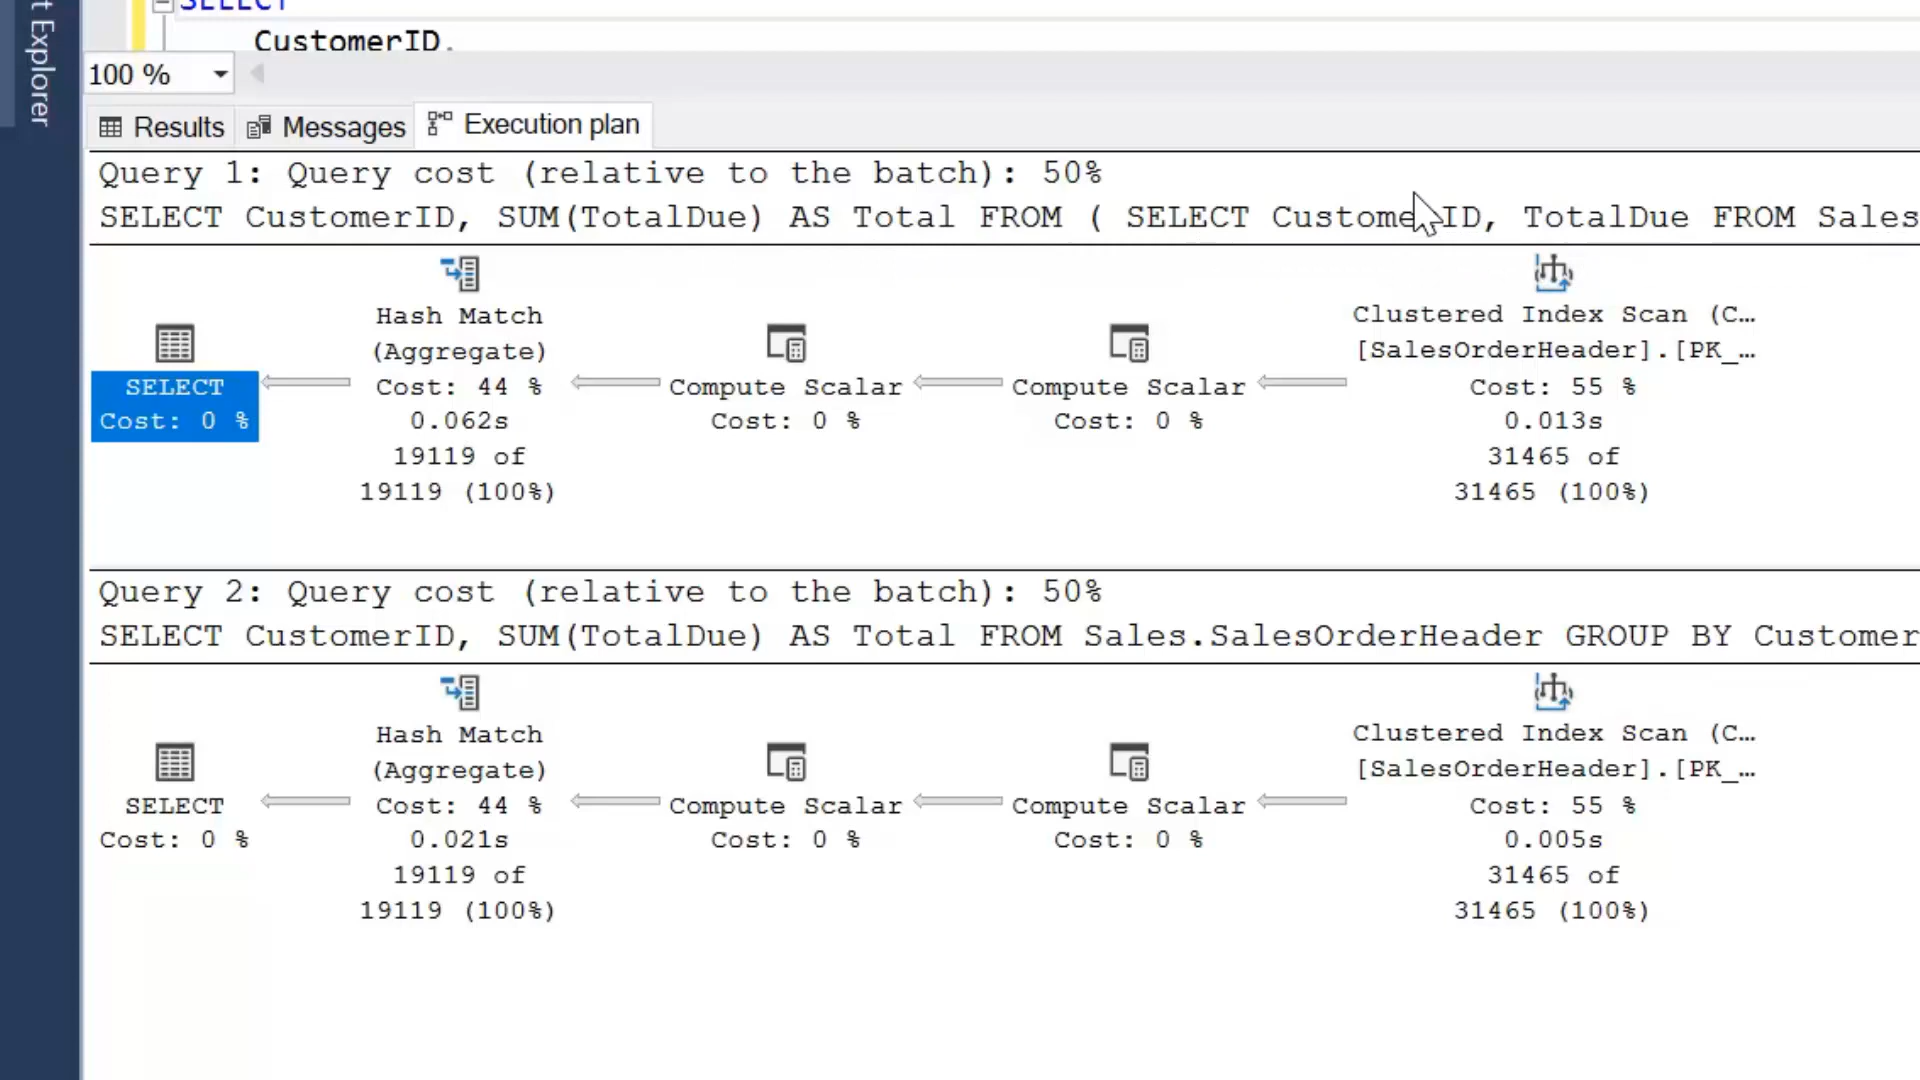 t Explorer
SELECT
CustomerID,
100 %
Results Messages Execution plan
Query 1: Query cost (relative to the batch): 50%
SELECT CustomerID, SUM(TotalDue) AS Total FROM ( SELECT CustomerID, TotalDue FROM Sales
Hash Match
(Aggregate)
Cost: 44 %
0.062s
19119 of
19119 (100%)
SELECT
Cost: 0 %
Compute Scalar
Cost: 0 %
Compute Scalar
Cost: 0 %
Clustered Index Scan (C…
[SalesOrderHeader].[PK_…
Cost: 55 %
0.013s
31465 of
31465 (100%)
Query 2: Query cost (relative to the batch): 50%
SELECT CustomerID, SUM(TotalDue) AS Total FROM Sales.SalesOrderHeader GROUP BY Customer
SELECT
Cost: 0 %
Hash Match
(Aggregate)
Cost: 44 %
0.021s
19119 of
19119 (100%)
Compute Scalar
Cost: 0 %
Compute Scalar
Cost: 0 %
Clustered Index Scan (C…
[SalesOrderHeader].[PK_…
Cost: 55 %
0.005s
31465 of
31465 (100%)